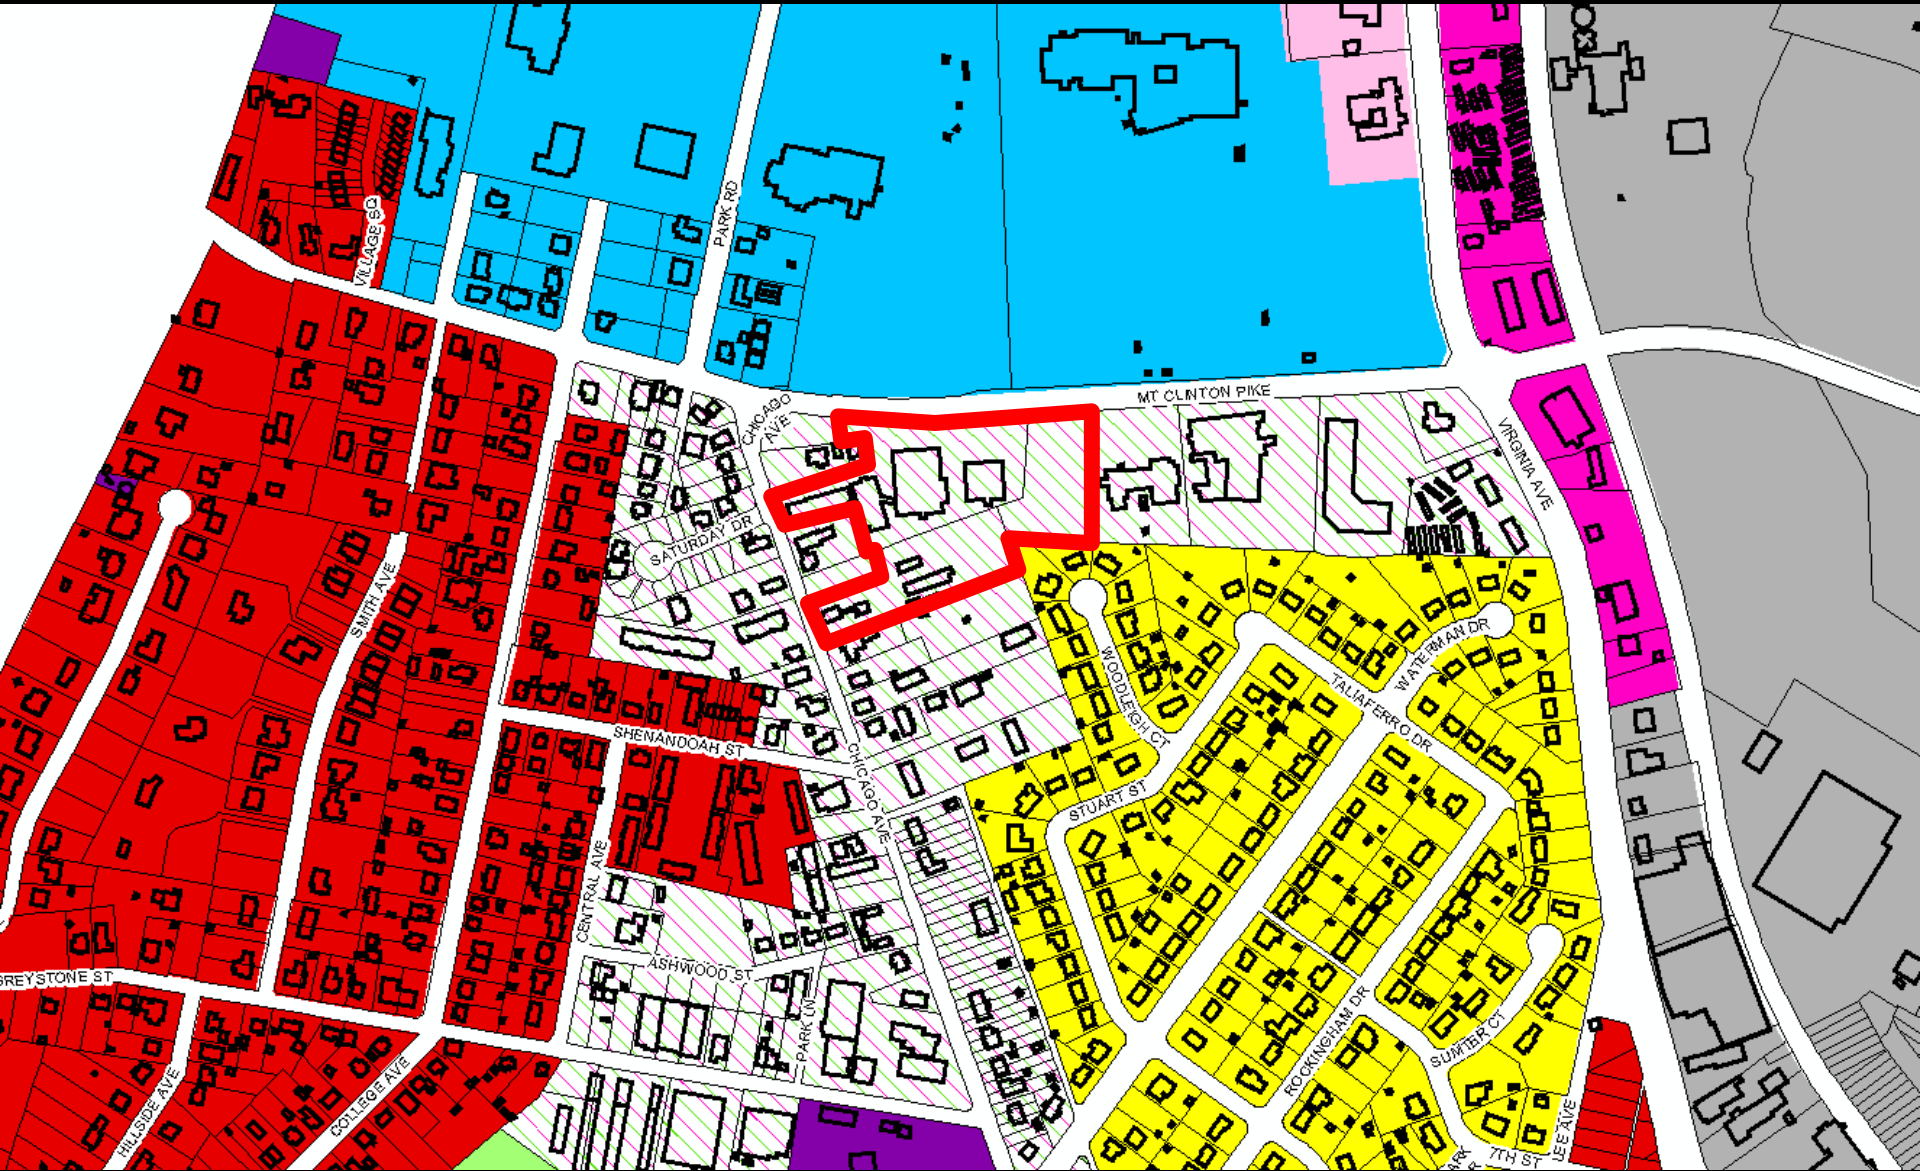 PARK RD
VILLAGE SQ
MT CLINTON PIKE
CHICAGO
AVE
VIRGINIA AVE
SATURDAY DR
SMITH AVE
WATERMAN DR
WOODLEIGH CT
TALIAFERRO DR
SHENANDOAH ST
CHICAGO AVE
STUART ST
CENTRAL AVE
ASHWOOD ST
GREYSTONE ST
PARK LN
ROCKINGHAM DR
SUMTER CT
HILLSIDE AVE
COLLEGE AVE
7TH ST